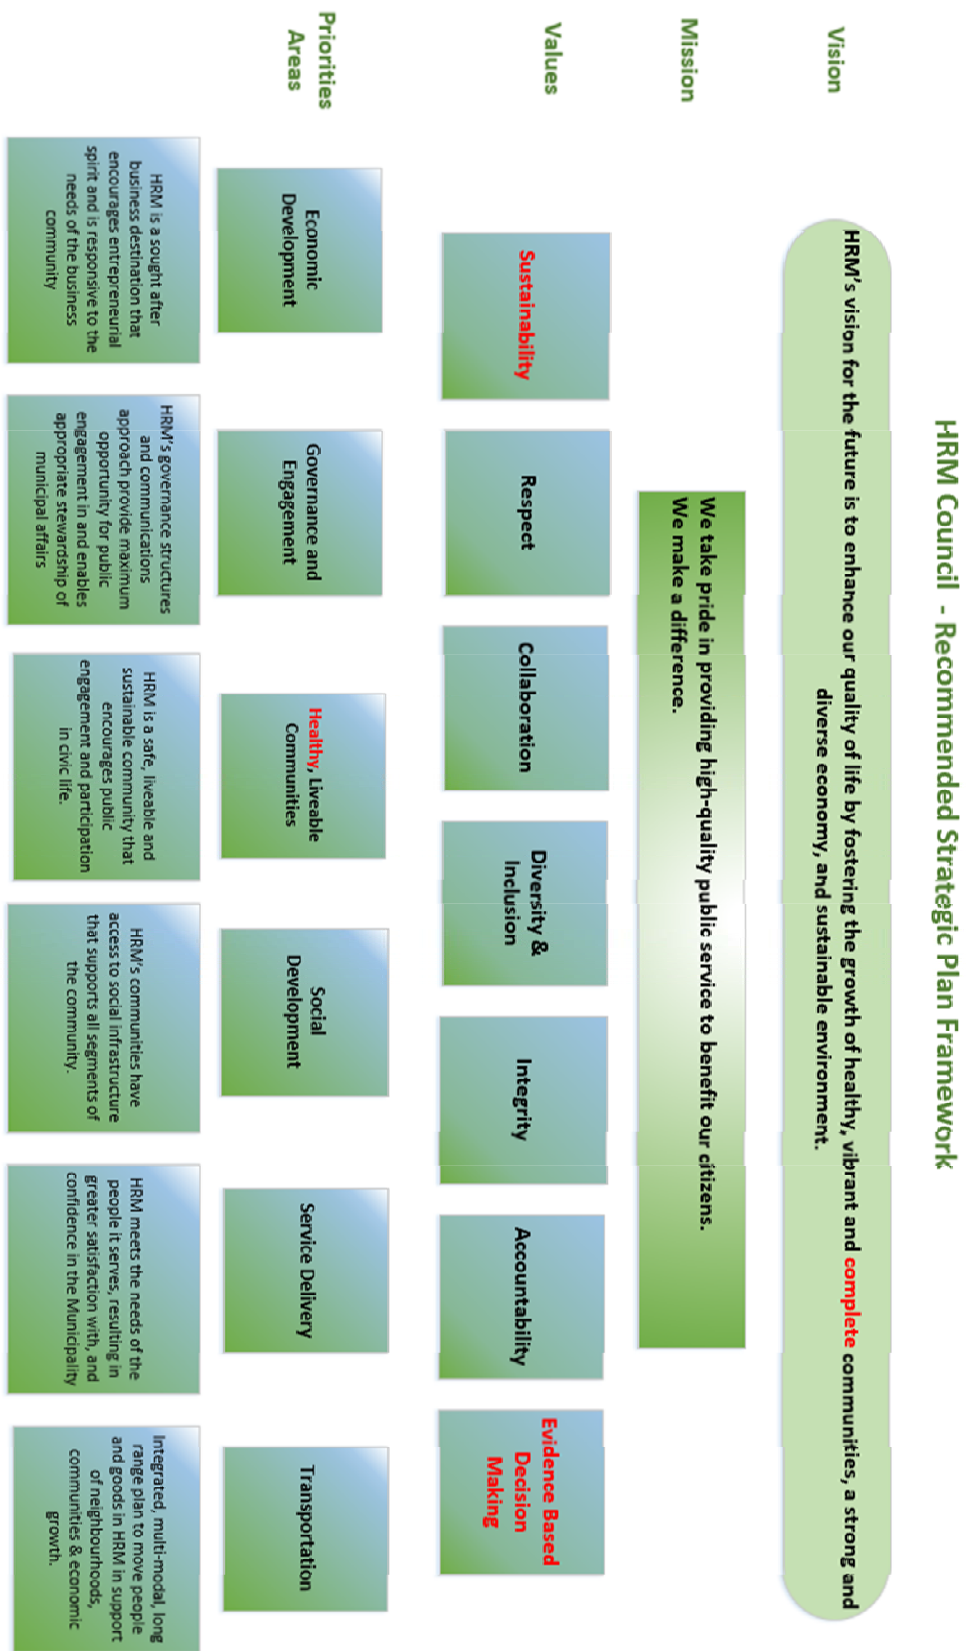 HRM Council - Recommended Strategic Plan Framework
Vision
HRM's vision for the future is to enhance our quality of life by fostering the growth of healthy, vibrant and complete communities, a strong and
diverse economy, and sustainable environment.
Mission
We take pride in providing high-quality public service to benefit our citizens.
We make a difference.
Values
Sustainability
Respect
Collaboration
Diversity &
Inclusion
Integrity
Accountability
Evidence Based
Decision
Making
Priorities
Areas
Economic
Development
Governance and
Engagement
Healthy, Liveable
Communities
Social
Development
Service Delivery
Transportation
HRM is a sought after
business destination that
encourages entrepreneurial
spirit and is responsive to the
needs of the business
community
HRM's governance structures
and communications
approach provide maximum
opportunity for public
engagement in and enables
appropriate stewardship of
municipal affairs
HRM is a safe, liveable and
sustainable community that
encourages public
engagement and participation
in civic life.
HRM's communities have
access to social infrastructure
that supports all segments of
the community.
HRM meets the needs of the
people it serves, resulting in
greater satisfaction with, and
confidence in the Municipality
Integrated, multi-modal, long
range plan to move people
and goods in HRM in support
of neighbourhoods,
communities & economic
growth.